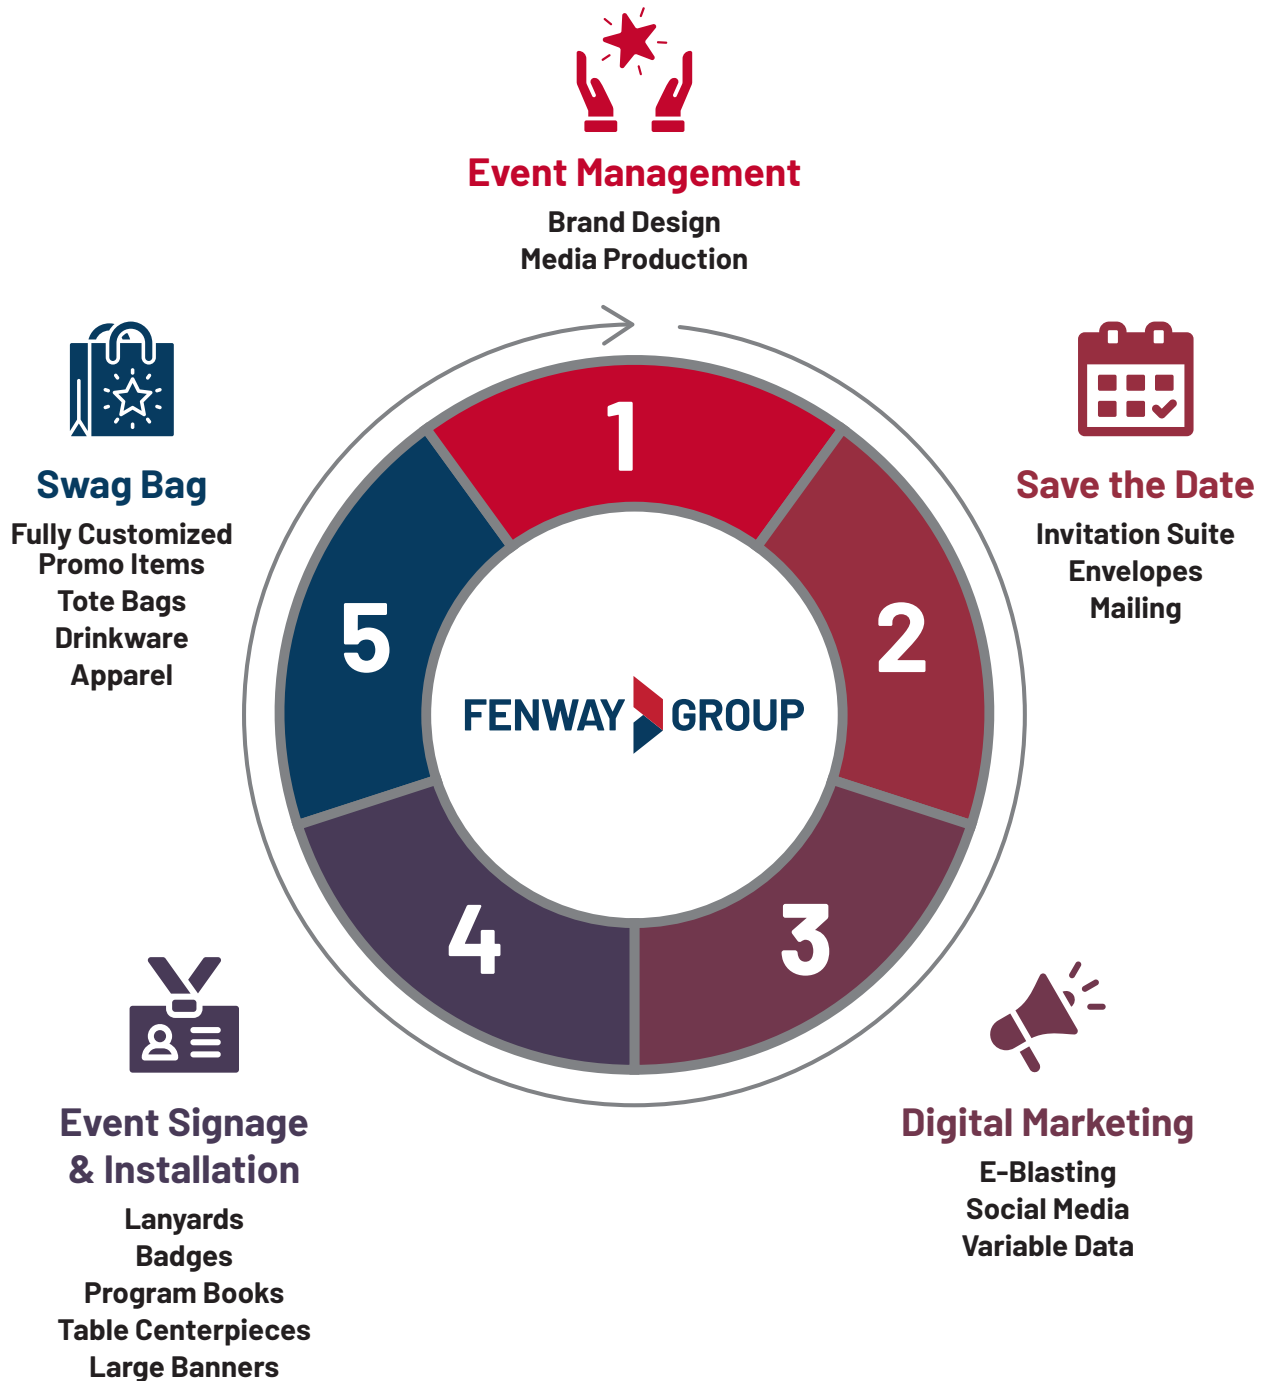 Event Management
Brand Design
Media Production
1
Save the Date
Invitation Suite
Envelopes
Mailing
2
Digital Marketing
E-Blasting
Social Media
Variable Data
3
Event Signage
& Installation
Lanyards
Badges
Program Books
Table Centerpieces
Large Banners
4
Swag Bag
Fully Customized
Promo Items
Tote Bags
Drinkware
Apparel
5
FENWAY GROUP